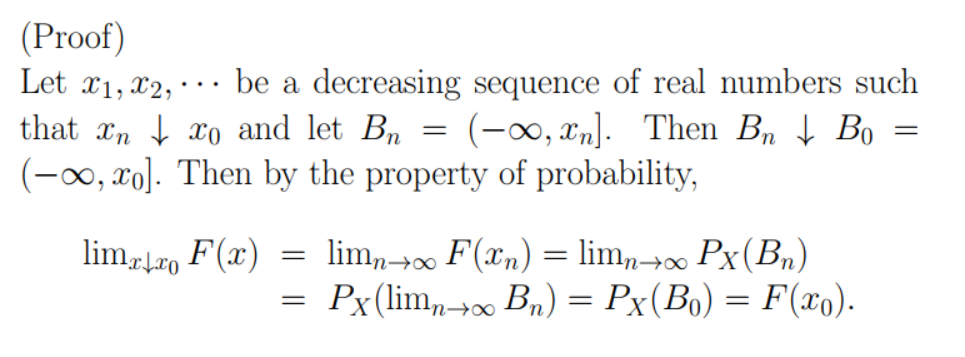 (Proof)
Let x₁, x₂, ⋯ be a decreasing sequence of real numbers such
that xₙ ↓ x₀ and let Bₙ = (−∞, xₙ]. Then Bₙ ↓ B₀ =
(−∞, x₀]. Then by the property of probability,
lim_{x↓x₀} F(x) = lim_{n→∞} F(xₙ) = lim_{n→∞} P_X(Bₙ)
= P_X(lim_{n→∞} Bₙ) = P_X(B₀) = F(x₀).